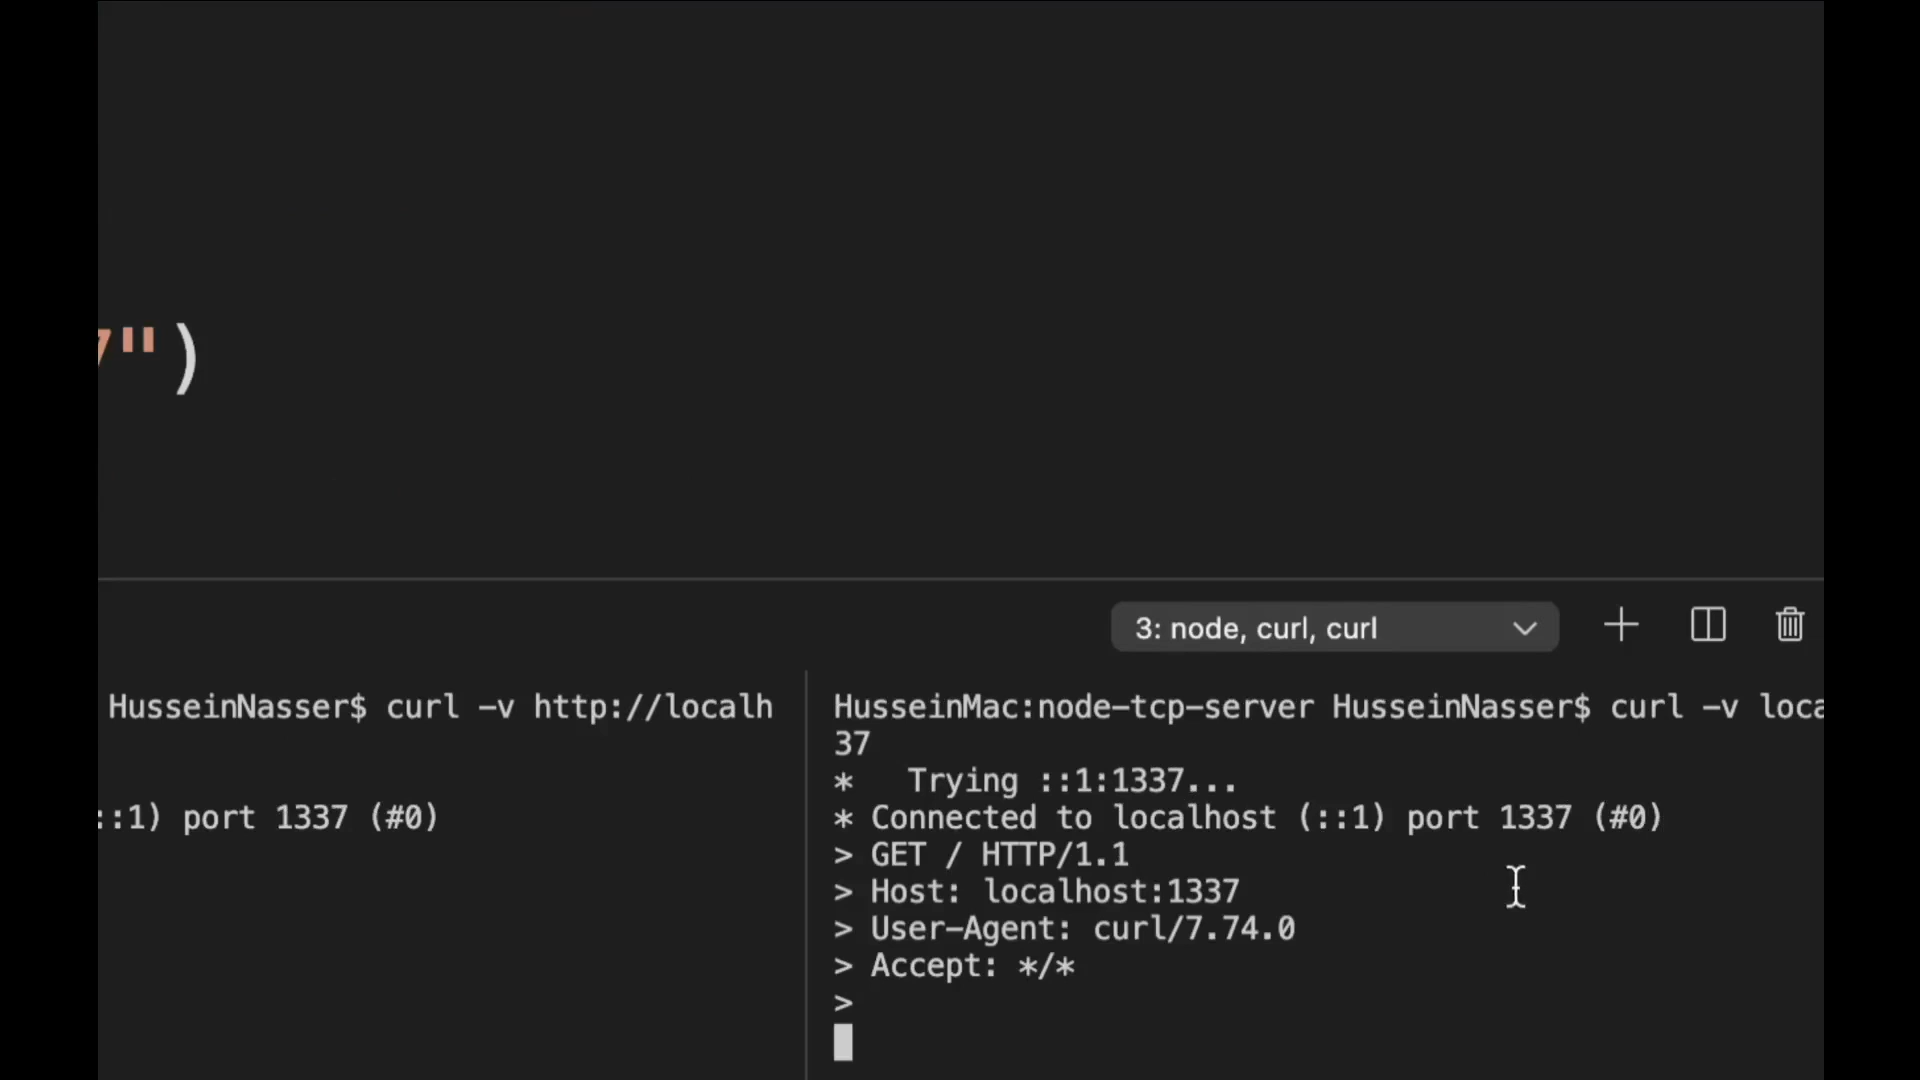 ")
3: node, curl, curl
HusseinNasser$ curl -v http://localh
::1) port 1337 (#0)
HusseinMac:node-tcp-server HusseinNasser$ curl -v loca
37
*   Trying ::1:1337...
* Connected to localhost (::1) port 1337 (#0)
> GET / HTTP/1.1
> Host: localhost:1337
> User-Agent: curl/7.74.0
> Accept: */*
>